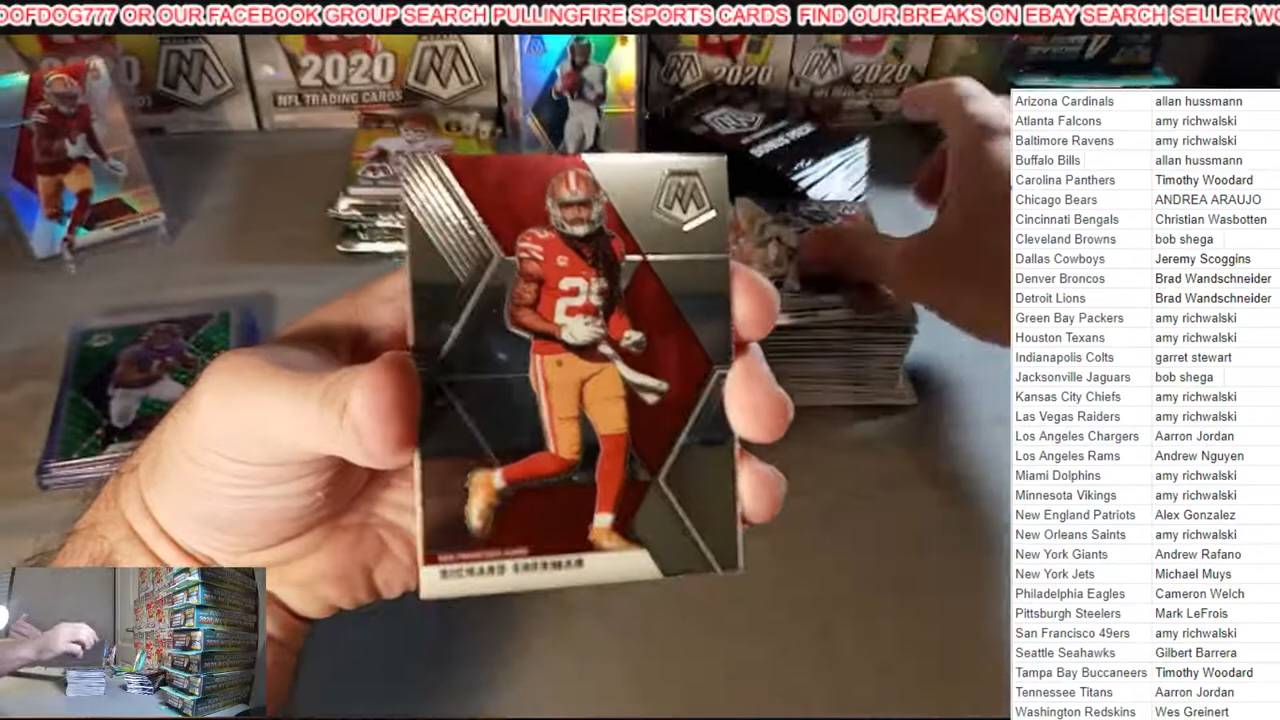 OOFDOG777 OR OUR FACEBOOK GROUP SEARCH PULLINGFIRE SPORTS CARDS FIND OUR BREAKS ON EBAY SEARCH SELLER WO
2020
NFL TRADING CARDS
2020
2020
BONUS PACK
25
RICHARD SHERMAN
Arizona Cardinals allan hussmann
Atlanta Falcons amy richwalski
Baltimore Ravens amy richwalski
Buffalo Bills allan hussmann
Carolina Panthers Timothy Woodard
Chicago Bears ANDREA ARAUJO
Cincinnati Bengals Christian Wasbotten
Cleveland Browns bob shega
Dallas Cowboys Jeremy Scoggins
Denver Broncos Brad Wandschneider
Detroit Lions Brad Wandschneider
Green Bay Packers amy richwalski
Houston Texans amy richwalski
Indianapolis Colts garret stewart
Jacksonville Jaguars bob shega
Kansas City Chiefs amy richwalski
Las Vegas Raiders amy richwalski
Los Angeles Chargers Aarron Jordan
Los Angeles Rams Andrew Nguyen
Miami Dolphins amy richwalski
Minnesota Vikings amy richwalski
New England Patriots Alex Gonzalez
New Orleans Saints amy richwalski
New York Giants Andrew Rafano
New York Jets Michael Muys
Philadelphia Eagles Cameron Welch
Pittsburgh Steelers Mark LeFrois
San Francisco 49ers amy richwalski
Seattle Seahawks Gilbert Barrera
Tampa Bay Buccaneers Timothy Woodard
Tennessee Titans Aarron Jordan
Washington Redskins Wes Greinert